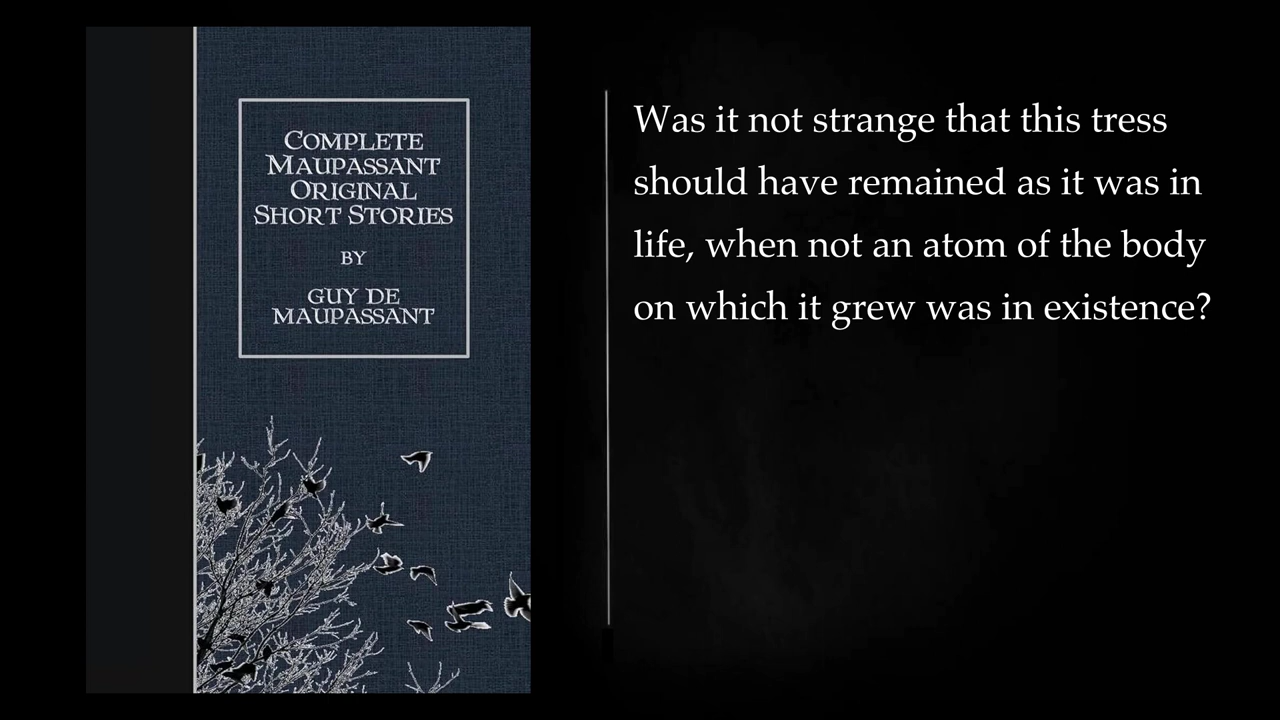 COMPLETE
MAUPASSANT
ORIGINAL
SHORT STORIES
BY
GUY DE
MAUPASSANT
Was it not strange that this tress
should have remained as it was in
life, when not an atom of the body
on which it grew was in existence?